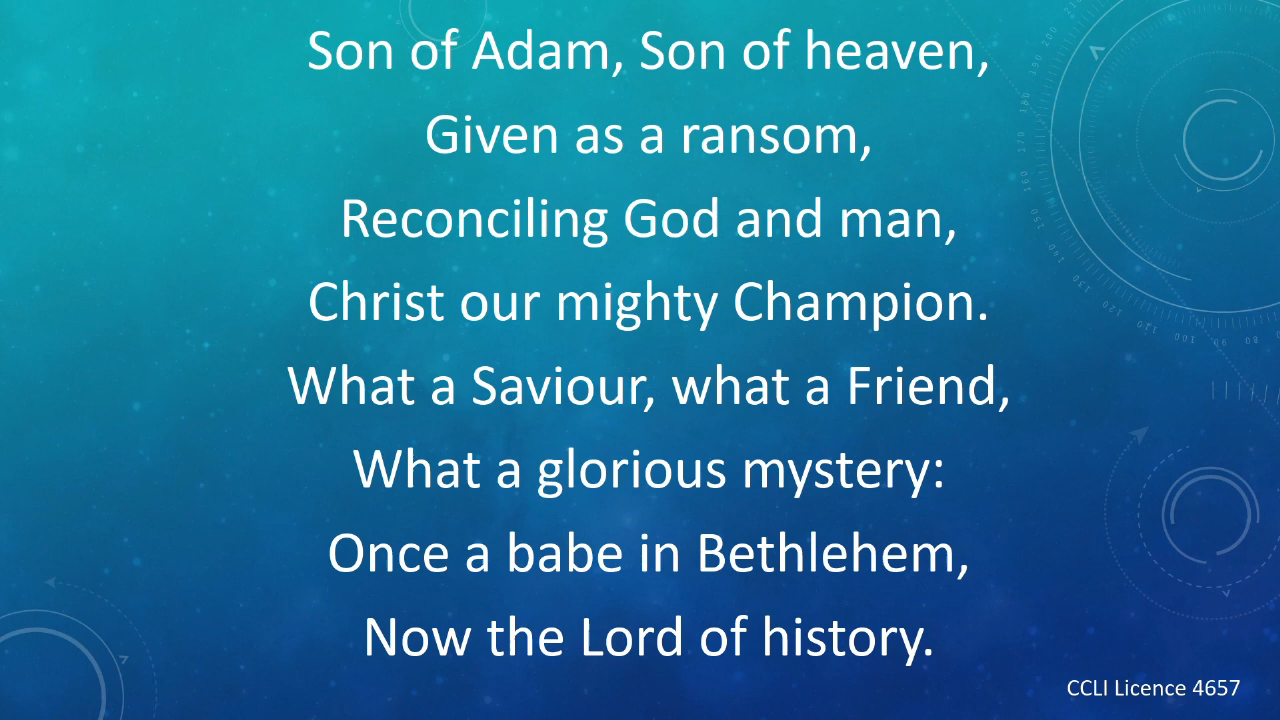 Son of Adam, Son of heaven,
Given as a ransom,
Reconciling God and man,
Christ our mighty Champion.
What a Saviour, what a Friend,
What a glorious mystery:
Once a babe in Bethlehem,
Now the Lord of history.
CCLI Licence 4657